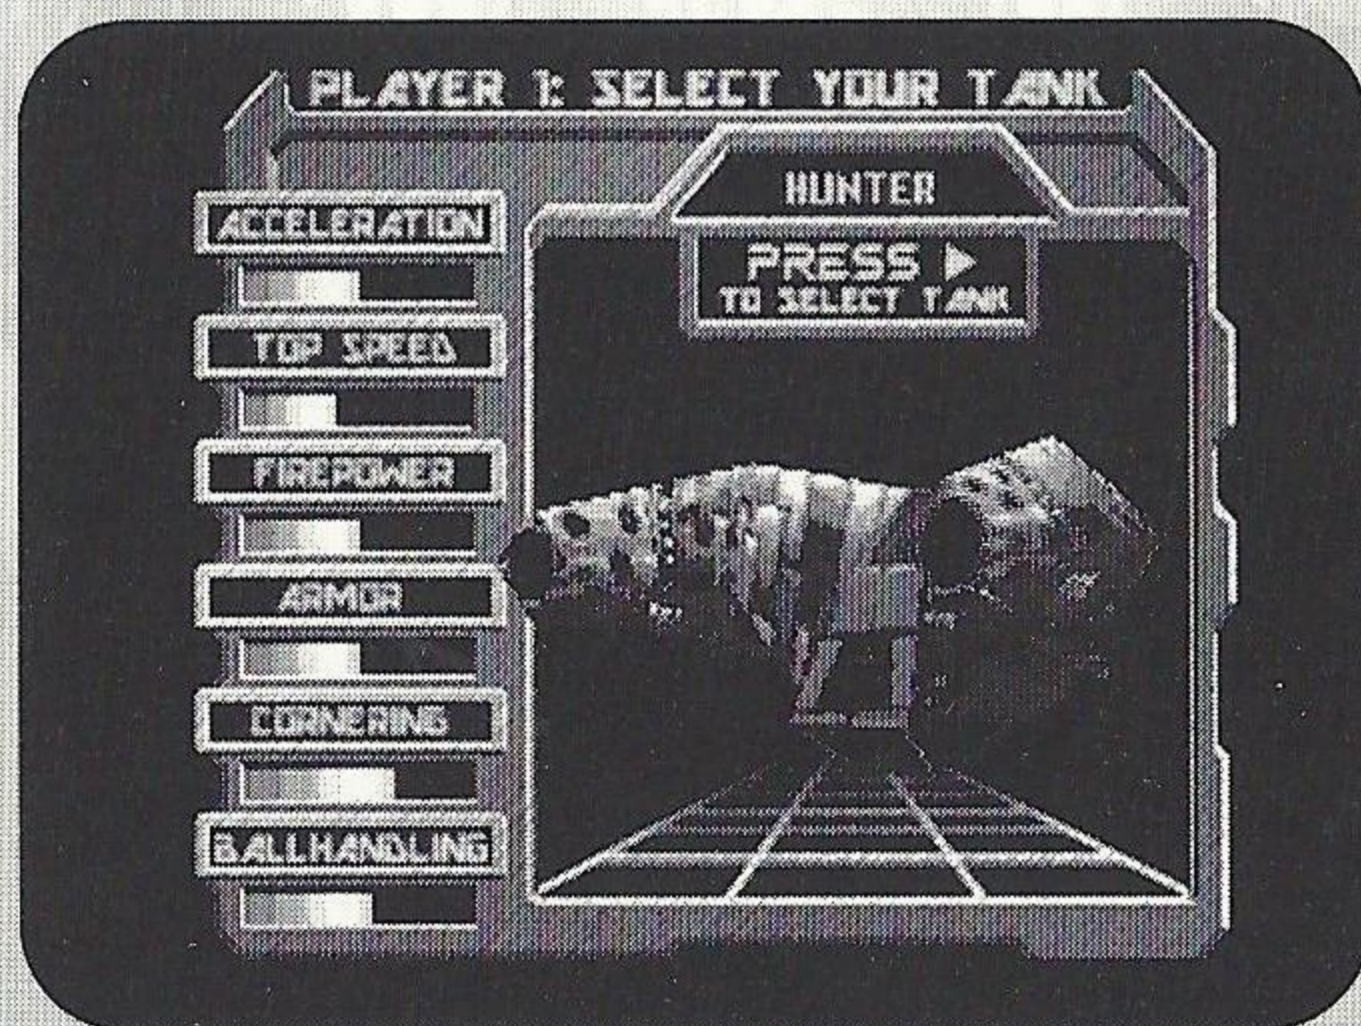 PLAYER 1: SELECT YOUR TANK
HUNTER
PRESS ▶
TO SELECT TANK
ACCELERATION
TOP SPEED
FIREPOWER
ARMOR
CORNERING
BALLHANDLING